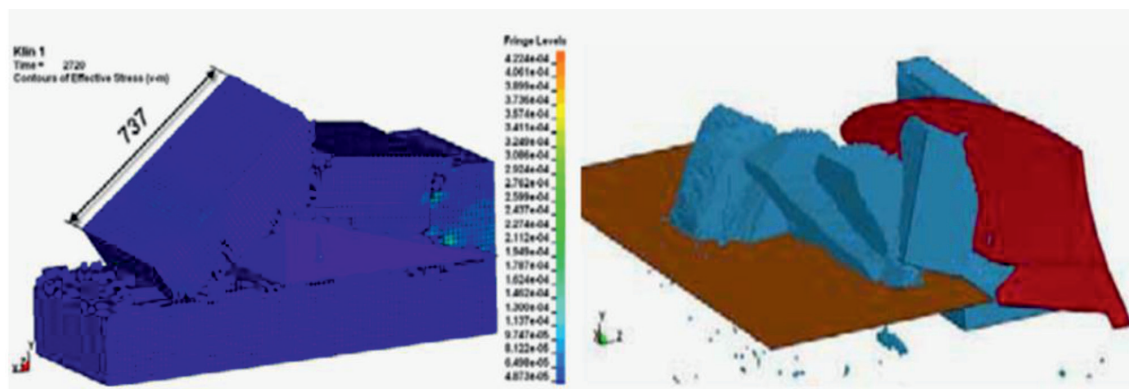 Klin 1
Time = 2720
Contours of Effective Stress (v-m)
737
Fringe Levels
4.224e-04
4.061e-04
3.899e-04
3.736e-04
3.574e-04
3.411e-04
3.249e-04
3.086e-04
2.924e-04
2.762e-04
2.599e-04
2.437e-04
2.274e-04
2.112e-04
1.949e-04
1.787e-04
1.624e-04
1.462e-04
1.300e-04
1.137e-04
9.747e-05
8.122e-05
6.498e-05
4.873e-05
Y
Z